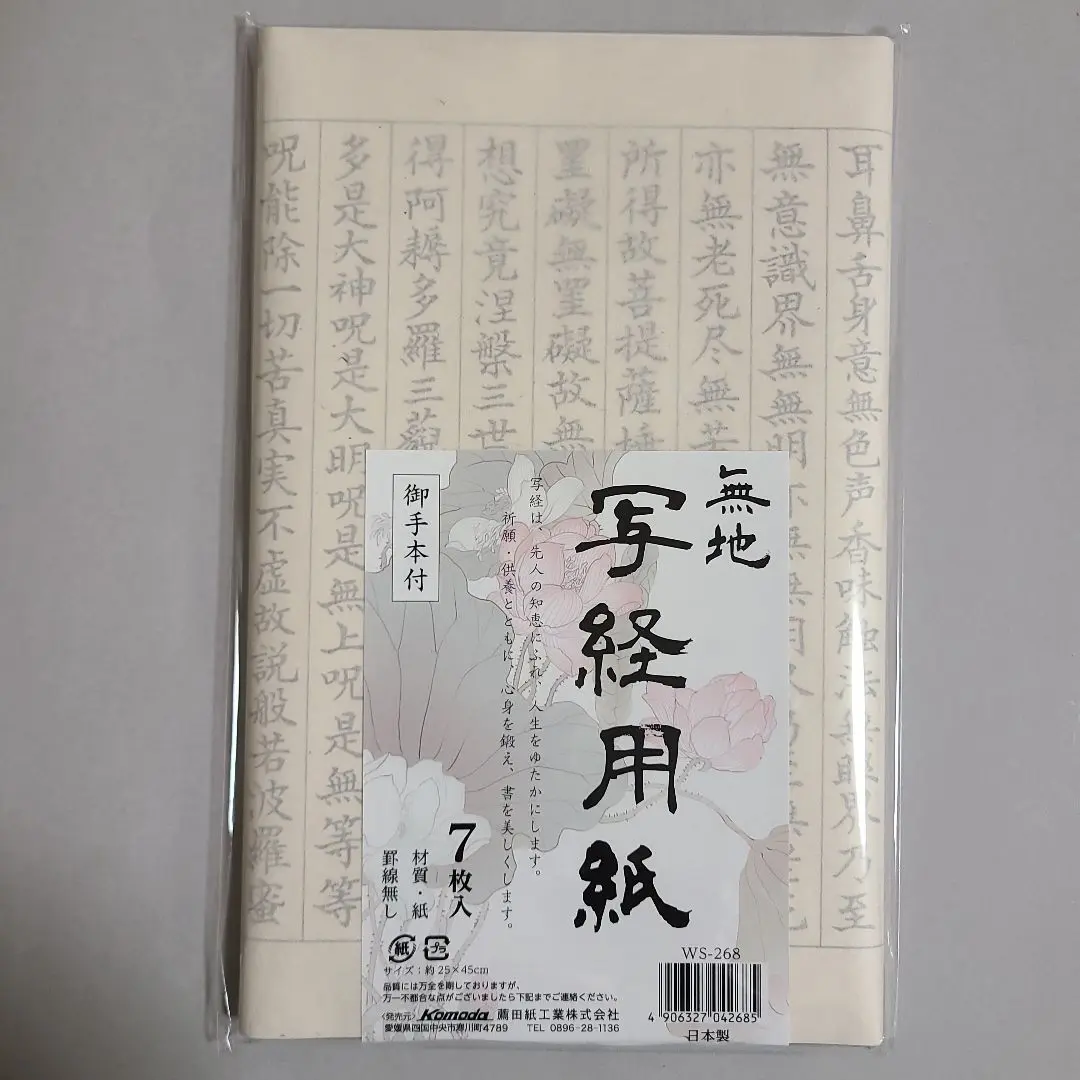 耳鼻舌身意無色声香味触法無眼界乃至
無意識界無無明亦
亦無老死尽無苦
所得故菩提薩埵
罣礙無罣礙故無
想究竟涅槃三世
得阿耨多羅三藐
多是大神呪是大明呪是無上呪是無等等
呪能除一切苦真実不虚故説般若波羅蜜
無地
写経用紙
写経は、先人の知恵にふれ、人生をゆたかにします。
祈願・供養とともに、心身を鍛え、書を美しくします。
御手本付
7枚入
材質・紙
罫線無し
紙 プラ
サイズ：約25×45cm
品質には万全を期しておりますが、
万一不都合な点がございましたら下記までご連絡ください。
〈発売元〉Komoda 薦田紙工業株式会社
愛媛県四国中央市寒川町4789 TEL 0896-28-1136
WS-268
4 906327 042685
日本製